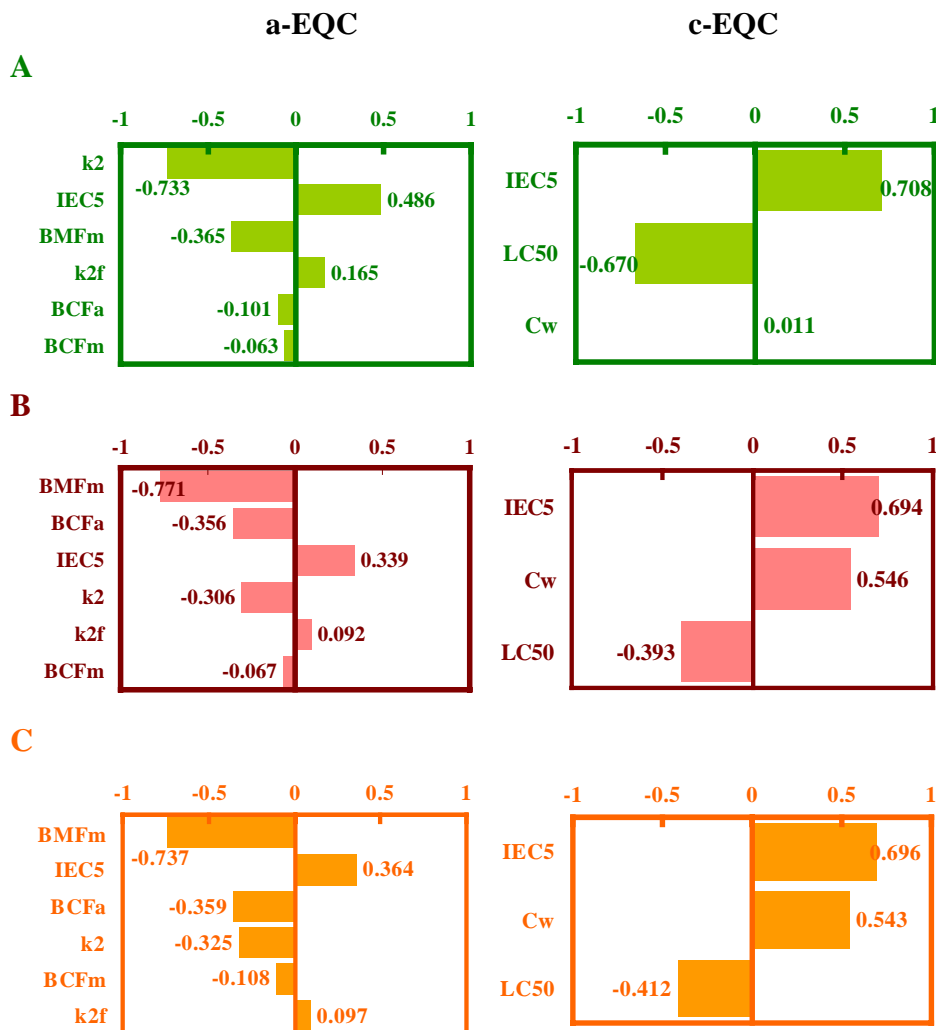 a-EQC c-EQC
A
-1 -0.5 0 0.5 1
k2 -0.733
IEC5 0.486
BMFm -0.365
k2f 0.165
BCFa -0.101
BCFm -0.063
-1 -0.5 0 0.5 1
IEC5 0.708
LC50 -0.670
Cw 0.011
B
-1 -0.5 0 0.5 1
BMFm -0.771
BCFa -0.356
IEC5 0.339
k2 -0.306
k2f 0.092
BCFm -0.067
-1 -0.5 0 0.5 1
IEC5 0.694
Cw 0.546
LC50 -0.393
C
-1 -0.5 0 0.5 1
BMFm -0.737
IEC5 0.364
BCFa -0.359
k2 -0.325
BCFm -0.108
k2f 0.097
-1 -0.5 0 0.5 1
IEC5 0.696
Cw 0.543
LC50 -0.412